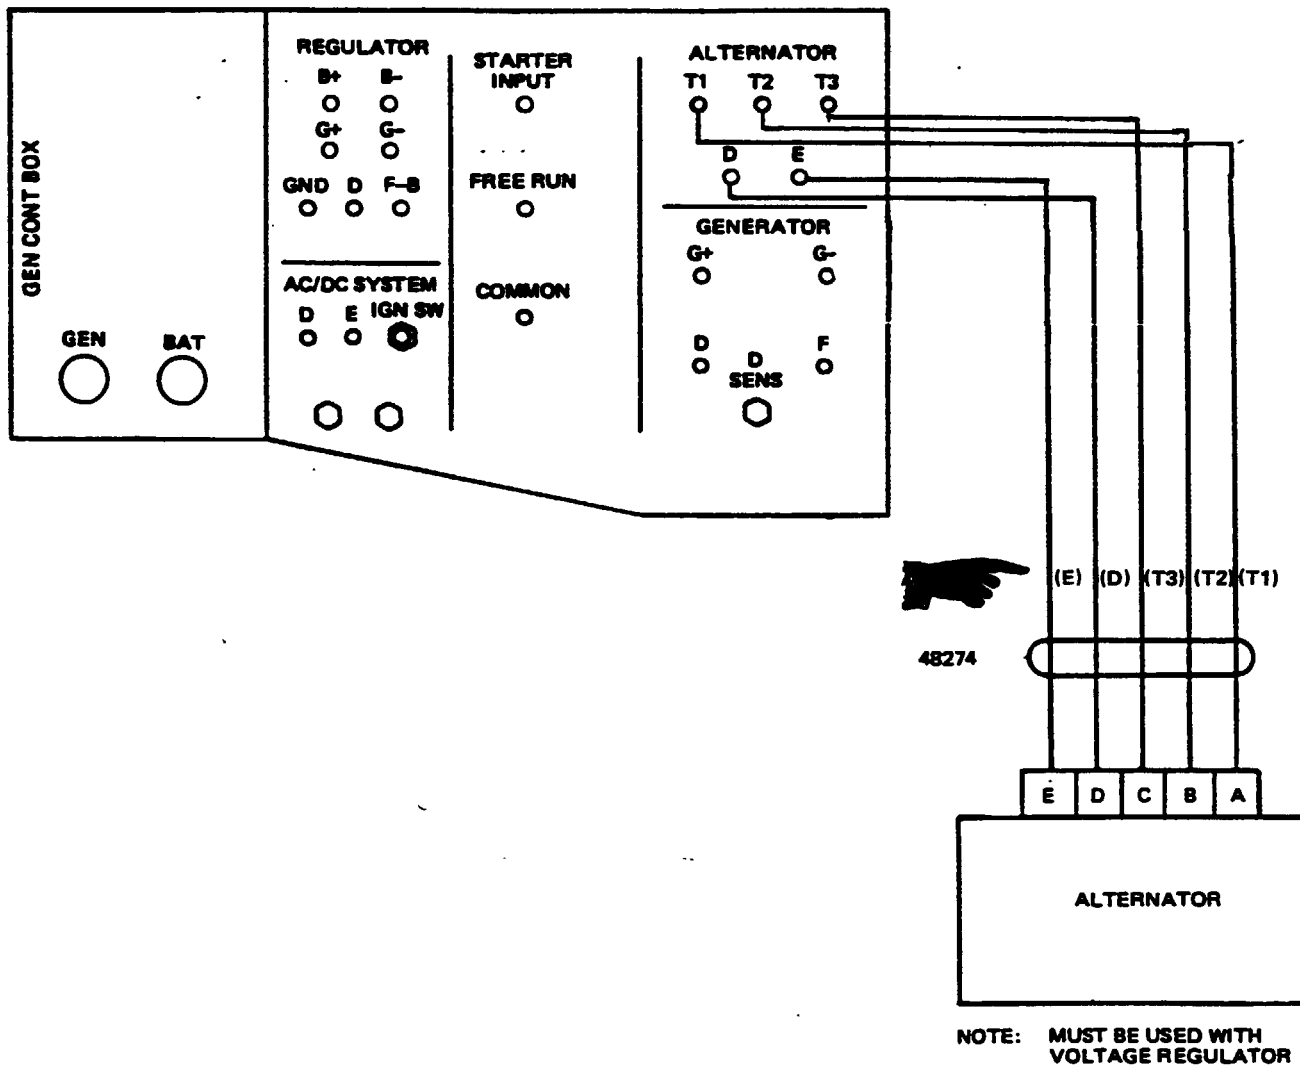 GEN CONT BOX
GEN
BAT
REGULATOR
B+ B-
G+ G-
GND D F-B
AC/DC SYSTEM
D E IGN SW
STARTER
INPUT
FREE RUN
COMMON
ALTERNATOR
T1 T2 T3
D E
GENERATOR
G+ G-
D F
D
SENS
(E) (D) (T3) (T2) (T1)
48274
E D C B A
ALTERNATOR
NOTE: MUST BE USED WITH
VOLTAGE REGULATOR